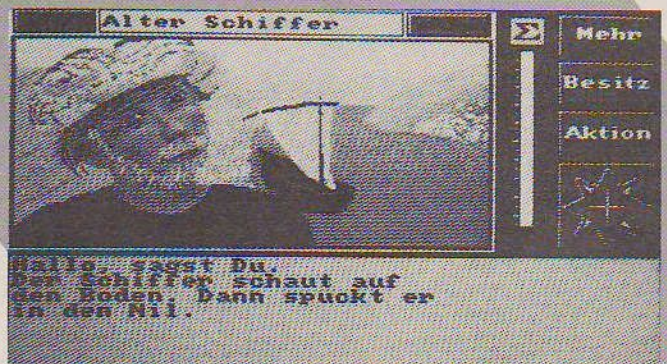 Alter Schiffer
Σ
Mehr
Besitz
Aktion
Hallo, sagst Du.
Der Schiffer schaut auf
den Boden. Dann spuckt er
in den Nil.